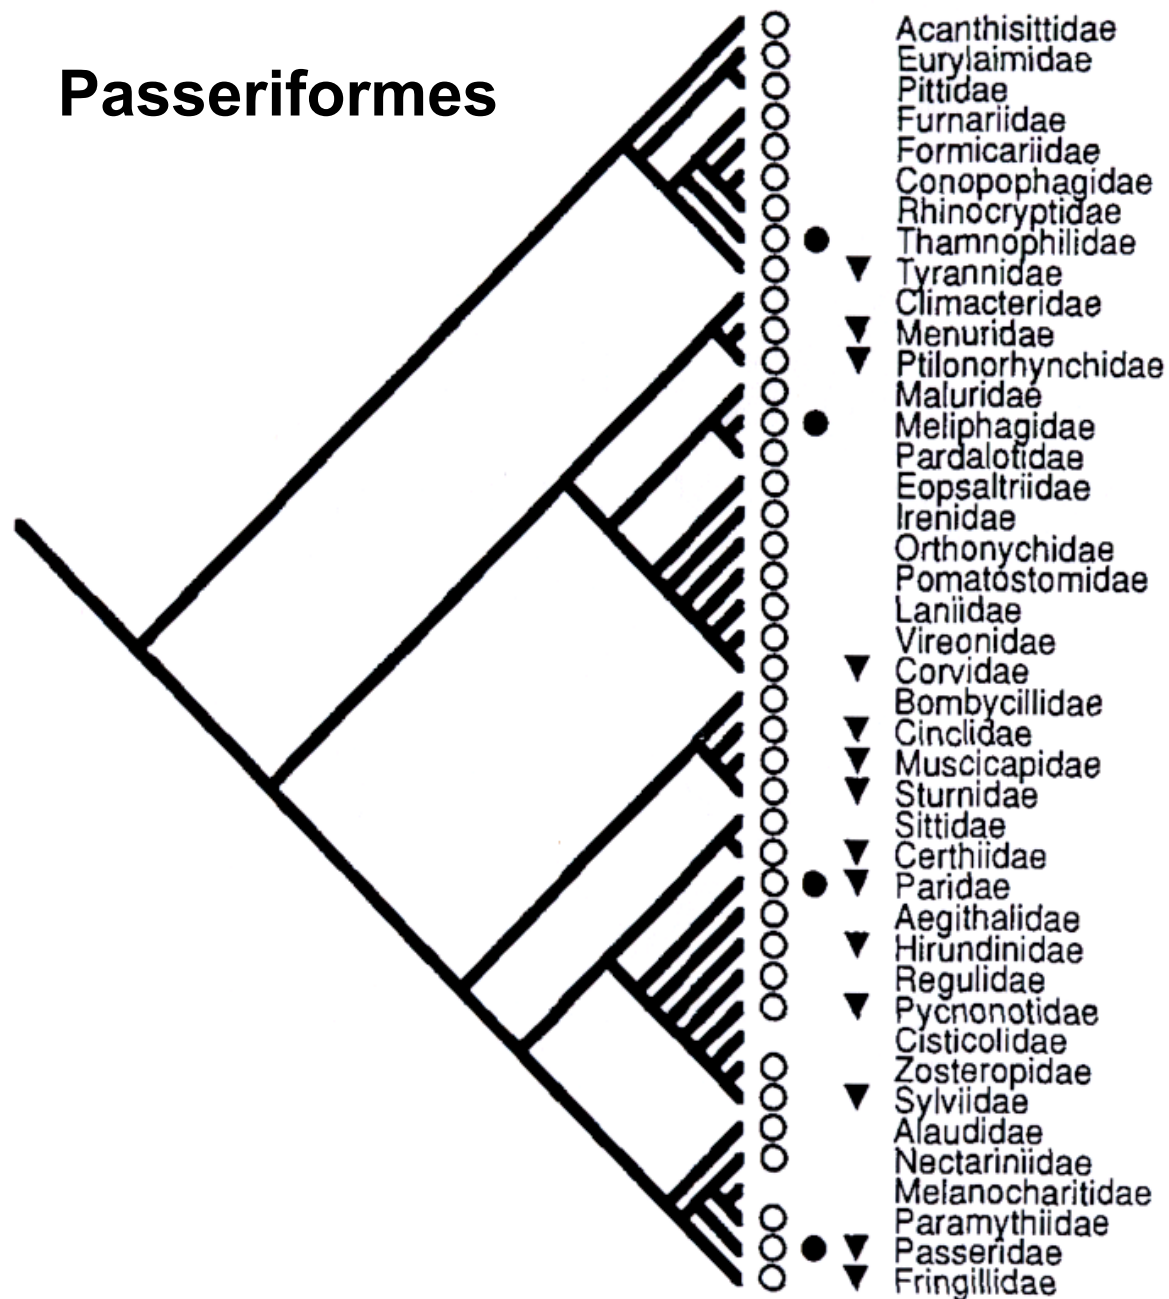 Passeriformes
Acanthisittidae
Eurylaimidae
Pittidae
Furnariidae
Formicariidae
Conopophagidae
Rhinocryptidae
Thamnophilidae
Tyrannidae
Climacteridae
Menuridae
Ptilonorhynchidae
Maluridae
Meliphagidae
Pardalotidae
Eopsaltriidae
Irenidae
Orthonychidae
Pomatostomidae
Laniidae
Vireonidae
Corvidae
Bombycillidae
Cinclidae
Muscicapidae
Sturnidae
Sittidae
Certhiidae
Paridae
Aegithalidae
Hirundinidae
Regulidae
Pycnonotidae
Cisticolidae
Zosteropidae
Sylviidae
Alaudidae
Nectariniidae
Melanocharitidae
Paramythiidae
Passeridae
Fringillidae